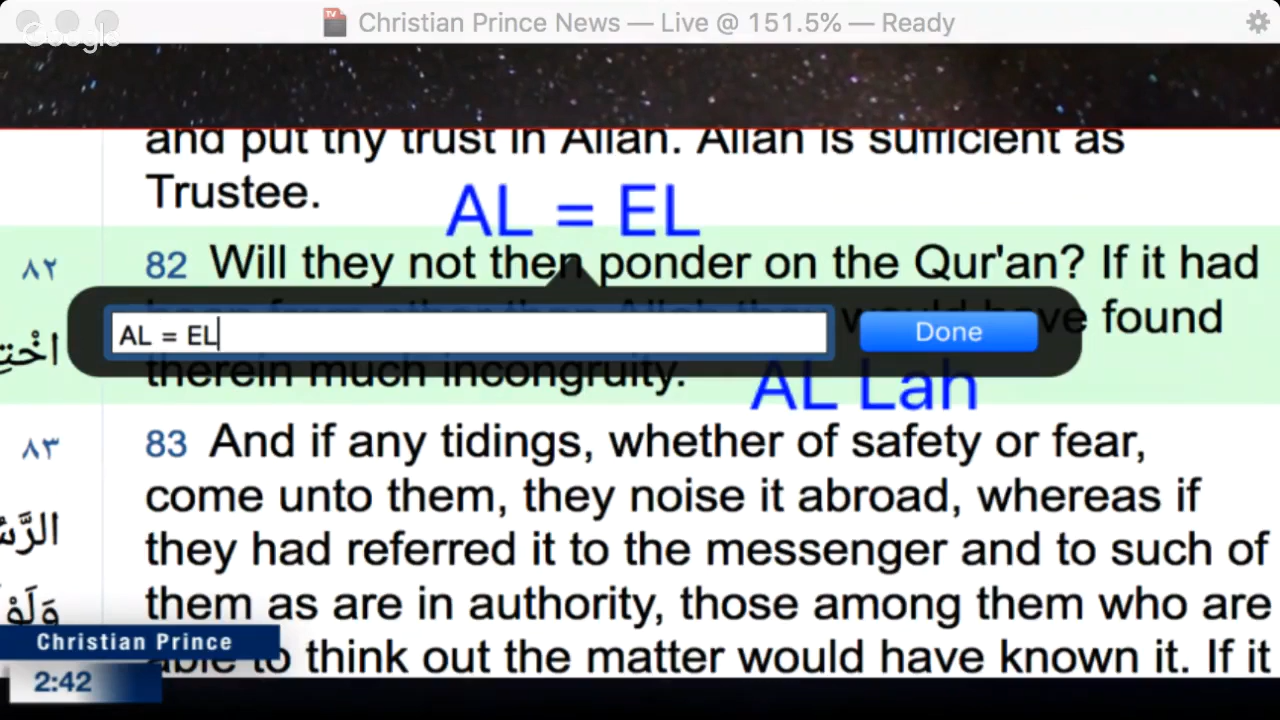 Christian Prince News — Live @ 151.5% — Ready
Google
and put thy trust in Allah. Allah is sufficient as
Trustee.
AL = EL
٨٢
82 Will they not then ponder on the Qur'an? If it had
found
AL = EL
Done
therein much incongruity.
AL Lah
٨٣
83 And if any tidings, whether of safety or fear,
come unto them, they noise it abroad, whereas if
they had referred it to the messenger and to such of
الرَّسُ
them as are in authority, those among them who are
وَلَوْ
Christian Prince
able to think out the matter would have known it. If it
2:42